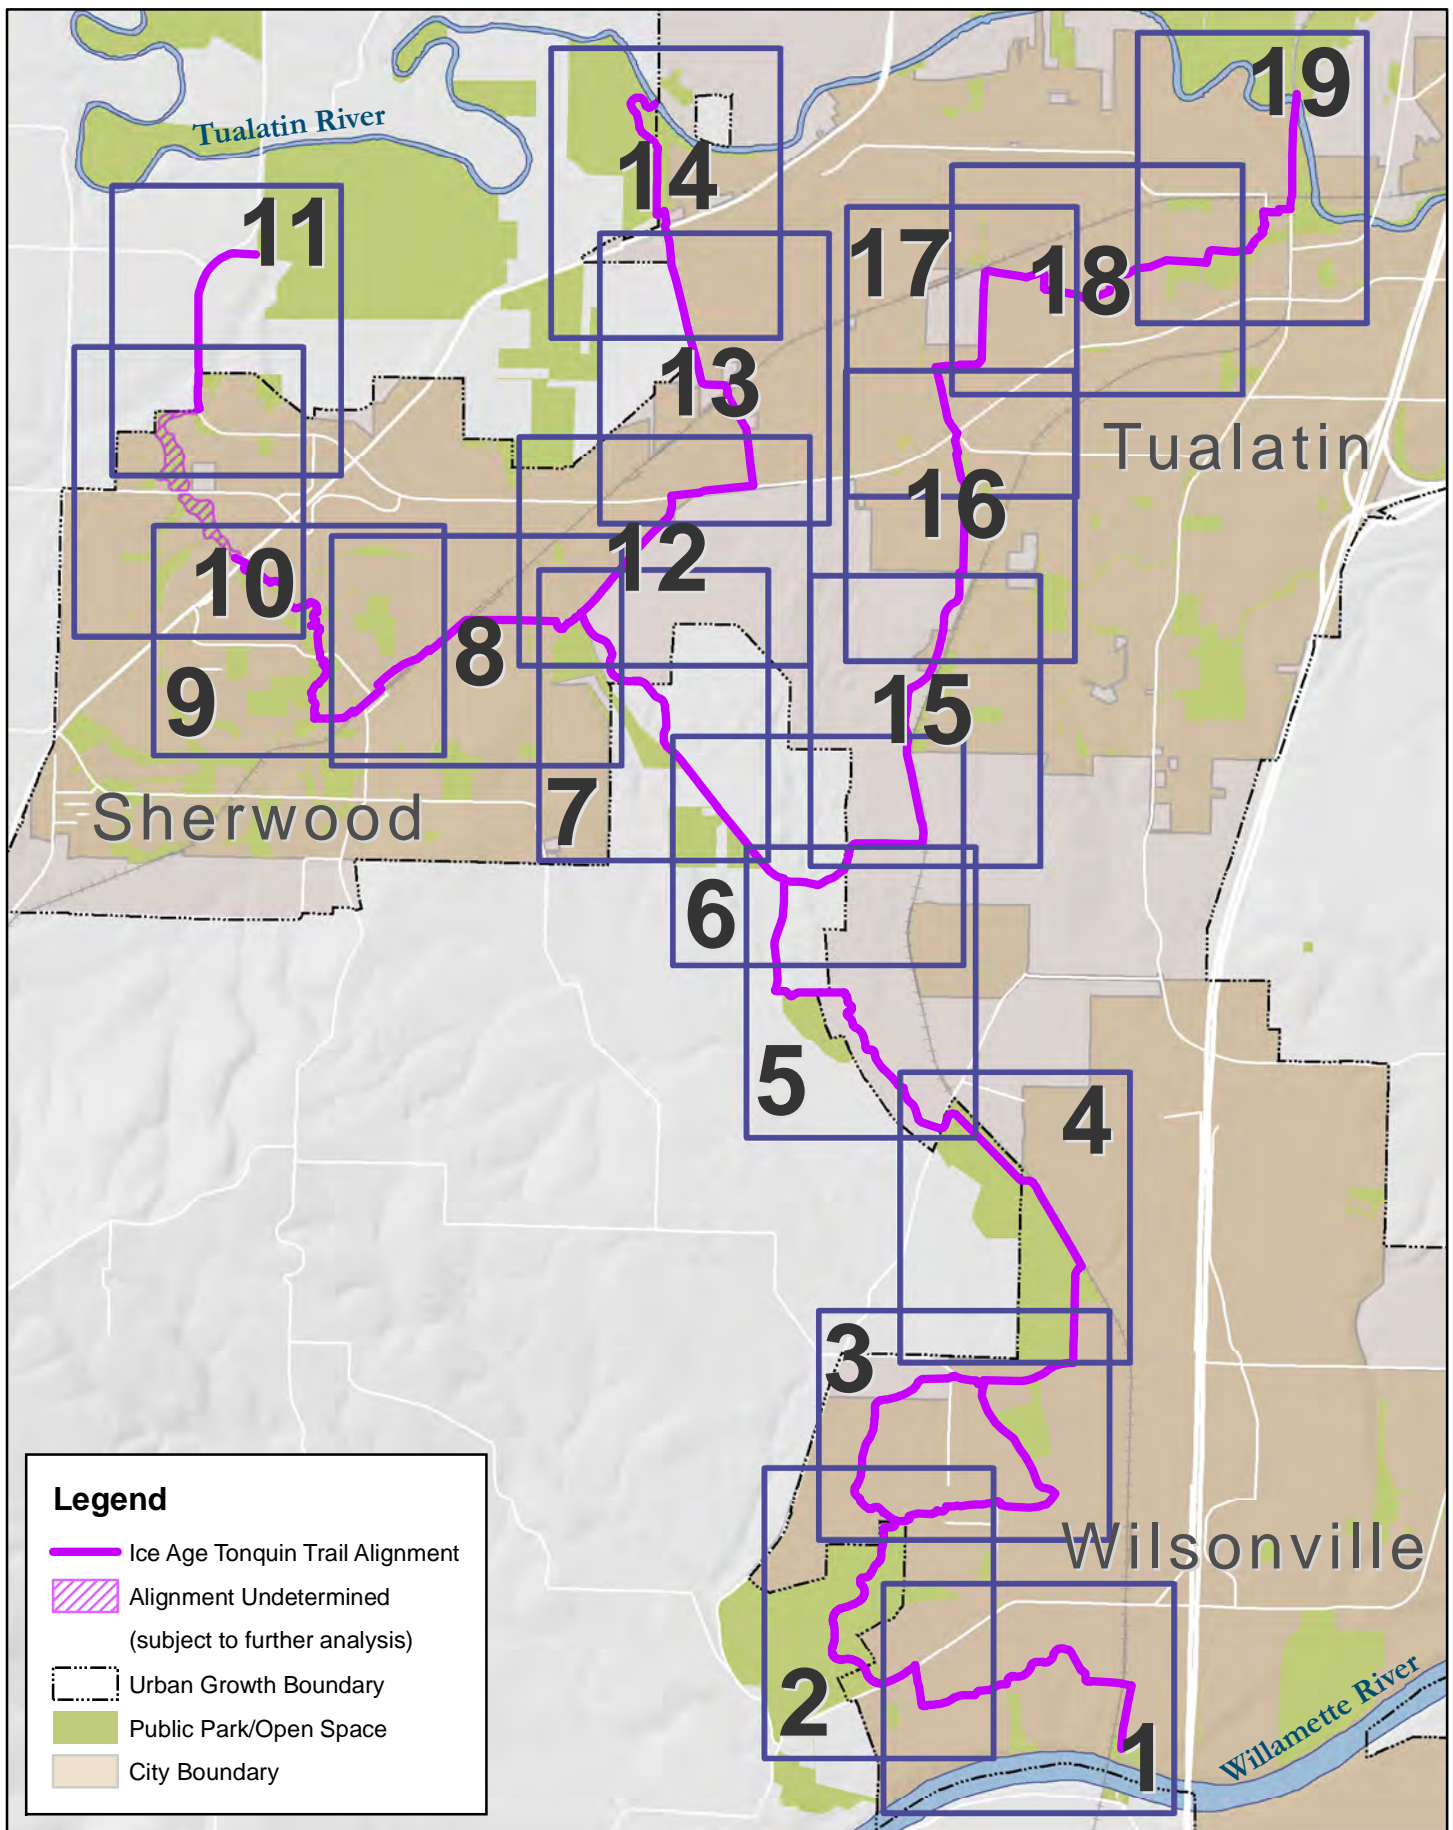 19
Tualatin River
14
11
17
18
13
Tualatin
16
12
10
8
9
15
7
Sherwood
6
5
4
3
Legend
Ice Age Tonquin Trail Alignment
Alignment Undetermined
(subject to further analysis)
Urban Growth Boundary
Public Park/Open Space
City Boundary
Wilsonville
2
1
Willamette River